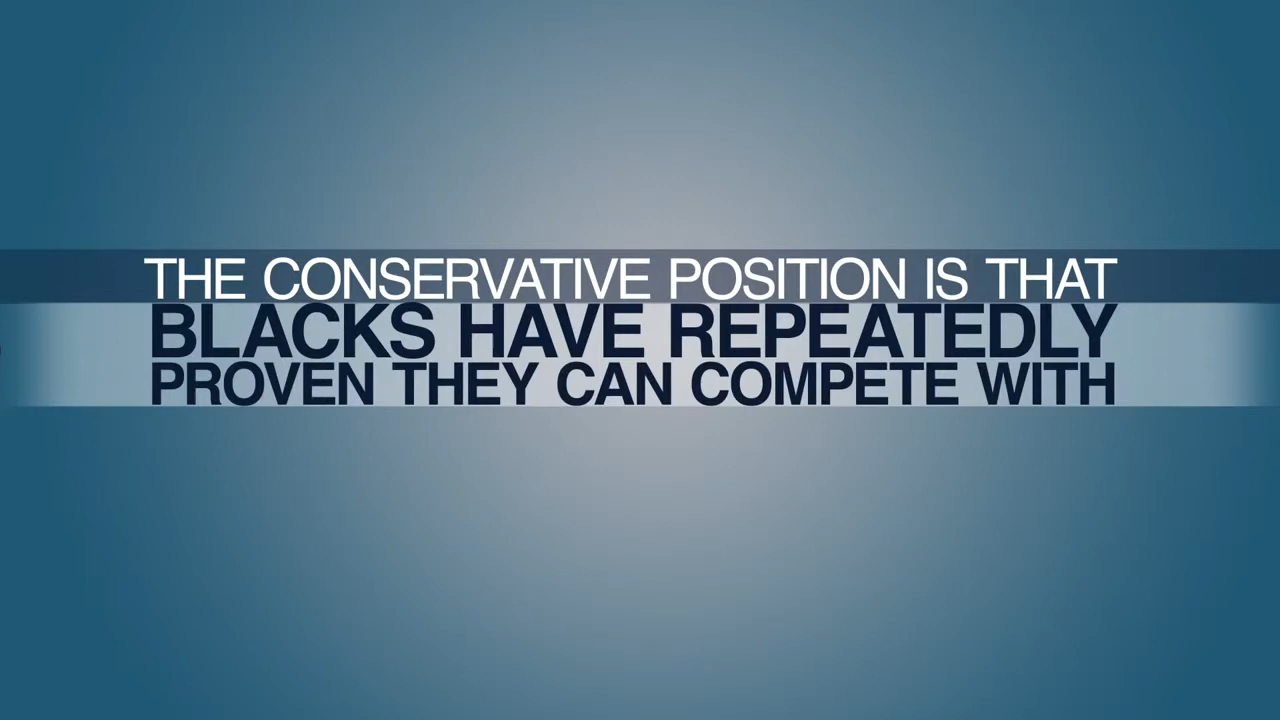 THE CONSERVATIVE POSITION IS THAT
BLACKS HAVE REPEATEDLY
PROVEN THEY CAN COMPETE WITH